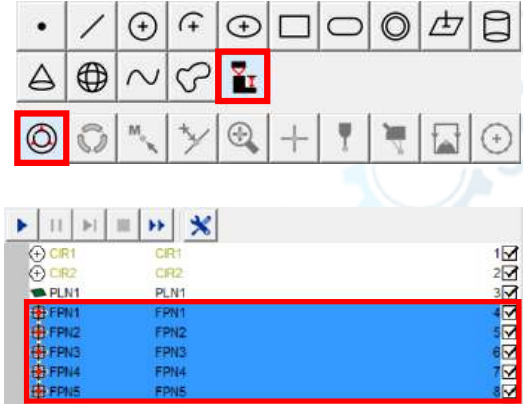 M
CIR1 CIR1 1
CIR2 CIR2 2
PLN1 PLN1 3
FPN1 FPN1 4
FPN2 FPN2 5
FPN3 FPN3 6
FPN4 FPN4 7
FPN5 FPN5 8